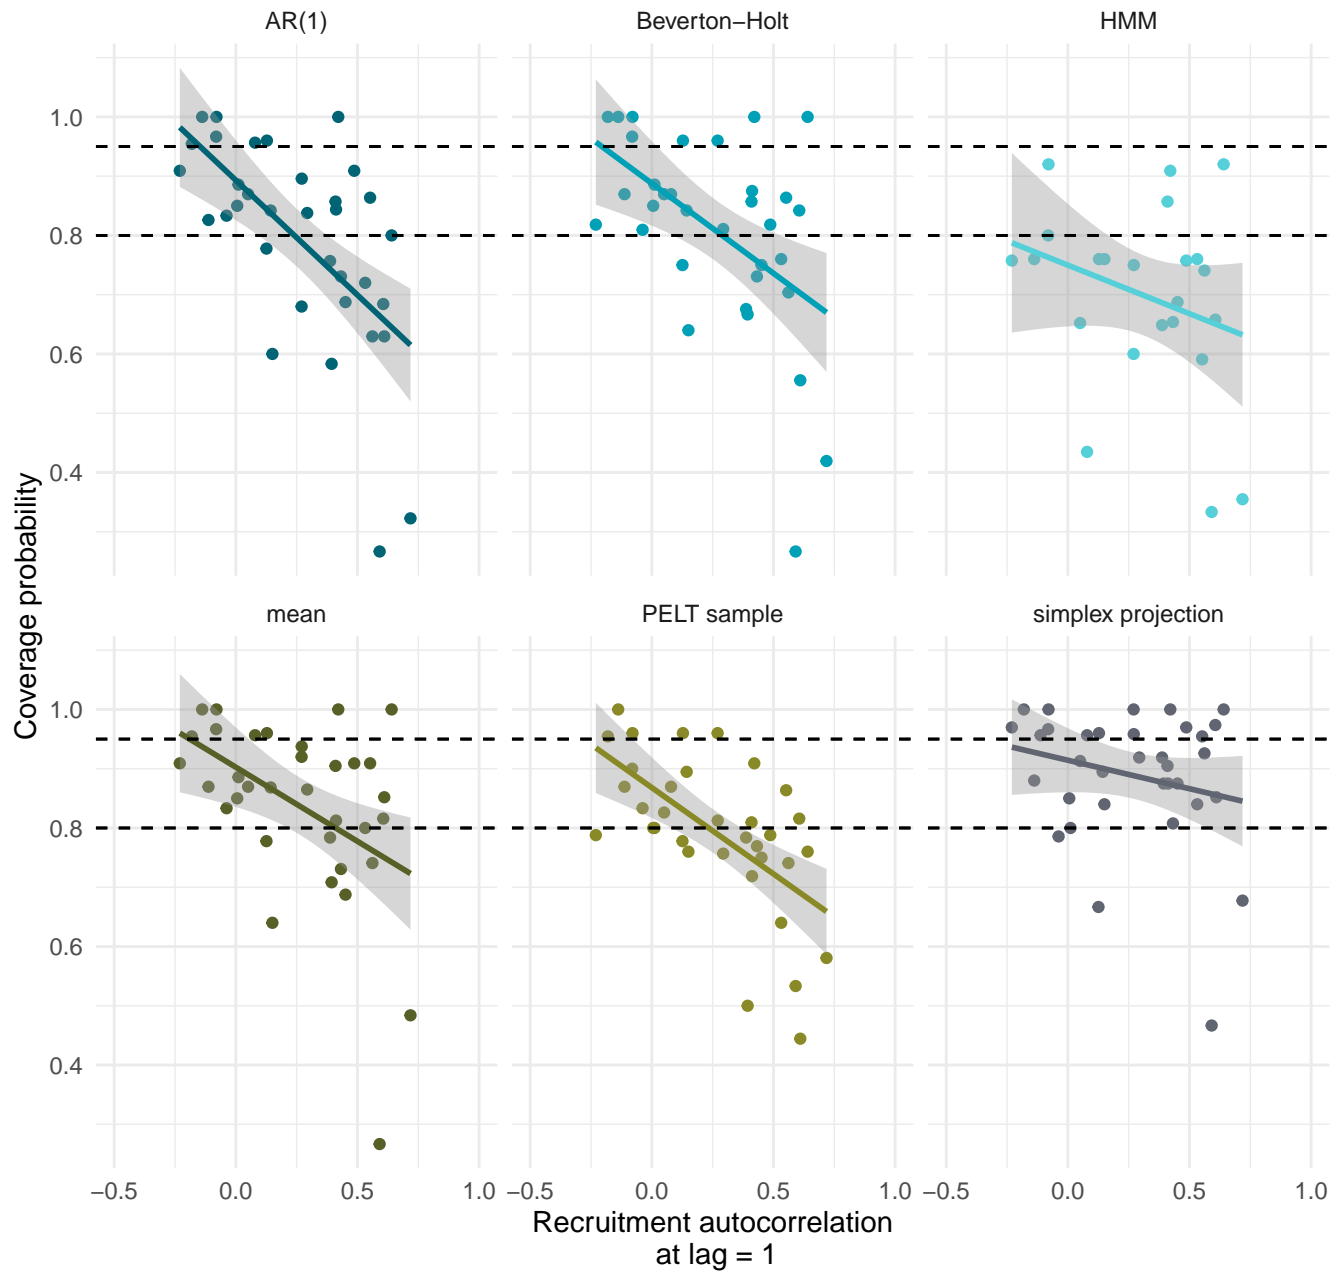 AR(1)
Beverton−Holt
HMM
1.0
0.8
0.6
0.4
mean
PELT sample
simplex projection
1.0
0.8
0.6
0.4
Coverage probability
−0.5
0.0
0.5
1.0
−0.5
0.0
0.5
1.0
−0.5
0.0
0.5
1.0
Recruitment autocorrelation
at lag = 1